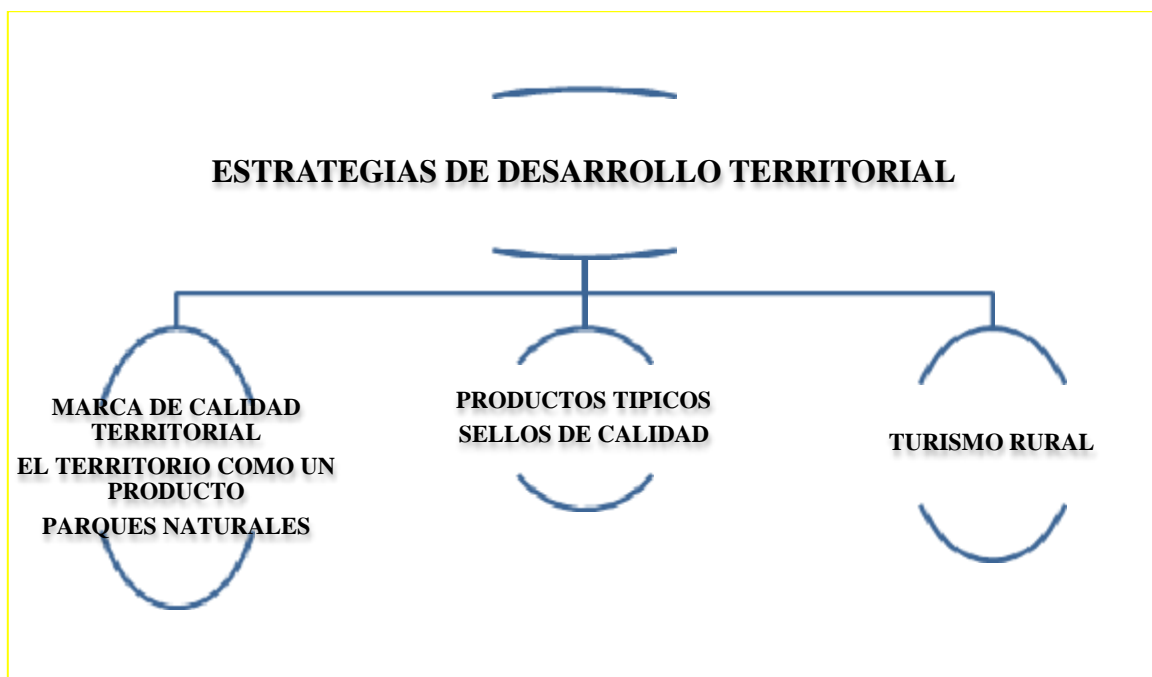 ESTRATEGIAS DE DESARROLLO TERRITORIAL
MARCA DE CALIDAD
TERRITORIAL
EL TERRITORIO COMO UN
PRODUCTO
PARQUES NATURALES
PRODUCTOS TIPICOS
SELLOS DE CALIDAD
TURISMO RURAL